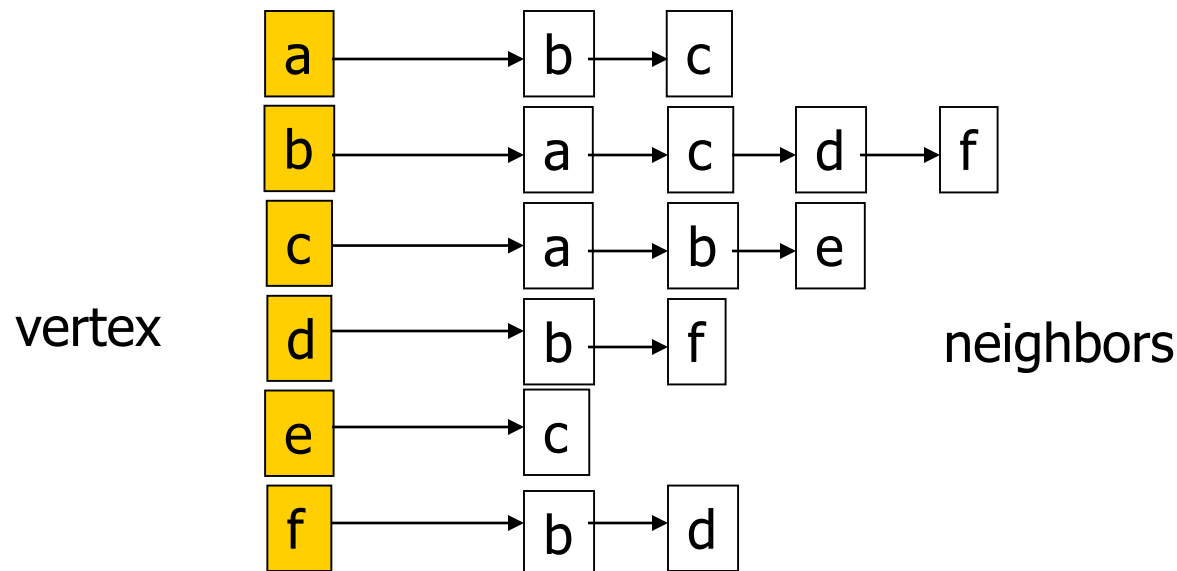 a b c
b a c d f
c a b e
vertex d b f neighbors
e c
f b d